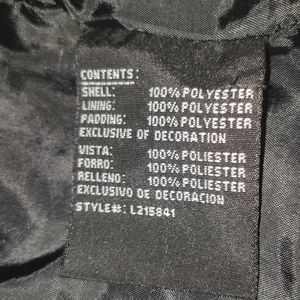 CONTENTS:
SHELL: 100% POLYESTER
LINING: 100% POLYESTER
PADDING: 100% POLYESTER
EXCLUSIVE OF DECORATION
VISTA: 100% POLIESTER
FORRO: 100% POLIESTER
RELLENO: 100% POLIESTER
EXCLUSIVO DE DECORACION
STYLE#: L215841